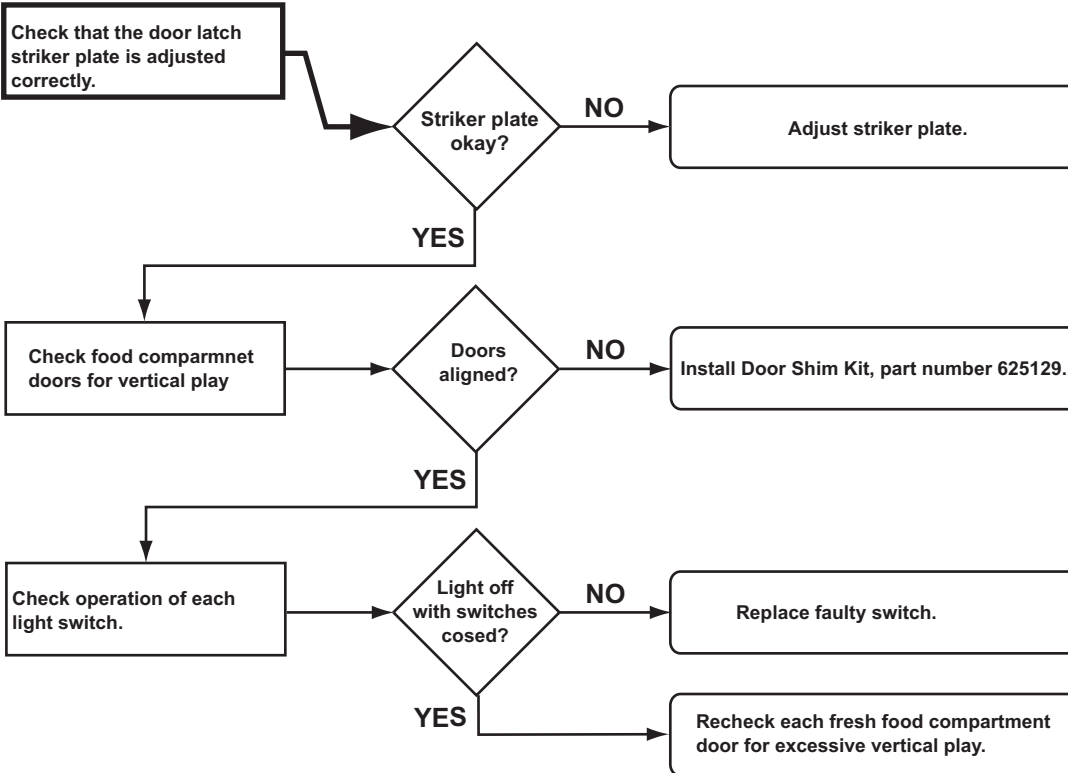 Check that the door latch
striker plate is adjusted
correctly.
Striker plate
okay?
NO
Adjust striker plate.
YES
Check food comparmnet
doors for vertical play
Doors
aligned?
NO
Install Door Shim Kit, part number 625129.
YES
Check operation of each
light switch.
Light off
with switches
cosed?
NO
Replace faulty switch.
YES
Recheck each fresh food compartment
door for excessive vertical play.